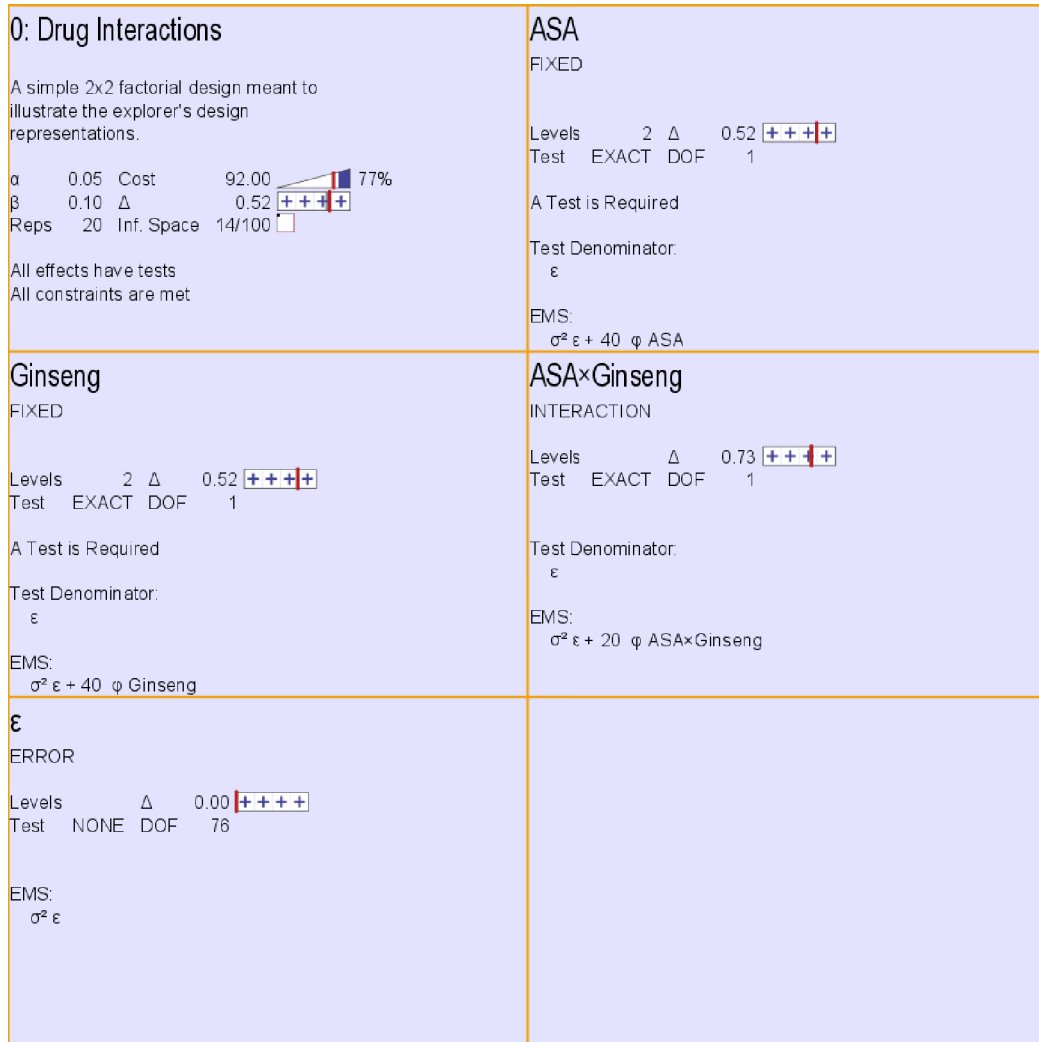 0: Drug Interactions
A simple 2x2 factorial design meant to
illustrate the explorer's design
representations.
α 0.05 Cost 92.00 77%
β 0.10 Δ 0.52 ++++
Reps 20 Inf. Space 14/100
All effects have tests
All constraints are met
ASA
FIXED
Levels 2 Δ 0.52 ++++
Test EXACT DOF 1
A Test is Required
Test Denominator:
ε
EMS:
σ² ε + 40 φ ASA
Ginseng
FIXED
Levels 2 Δ 0.52 ++++
Test EXACT DOF 1
A Test is Required
Test Denominator:
ε
EMS:
σ² ε + 40 φ Ginseng
ASA×Ginseng
INTERACTION
Levels Δ 0.73 ++++
Test EXACT DOF 1
Test Denominator:
ε
EMS:
σ² ε + 20 φ ASA×Ginseng
ε
ERROR
Levels Δ 0.00 ++++
Test NONE DOF 76
EMS:
σ² ε